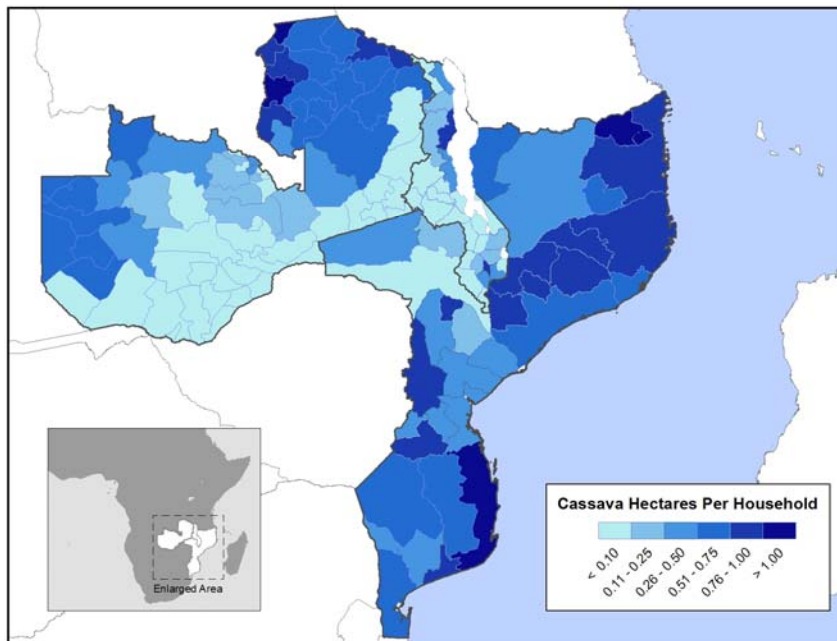 Enlarged Area
Cassava Hectares Per Household
< 0.10
0.11 - 0.25
0.26 - 0.50
0.51 - 0.75
0.76 - 1.00
> 1.00